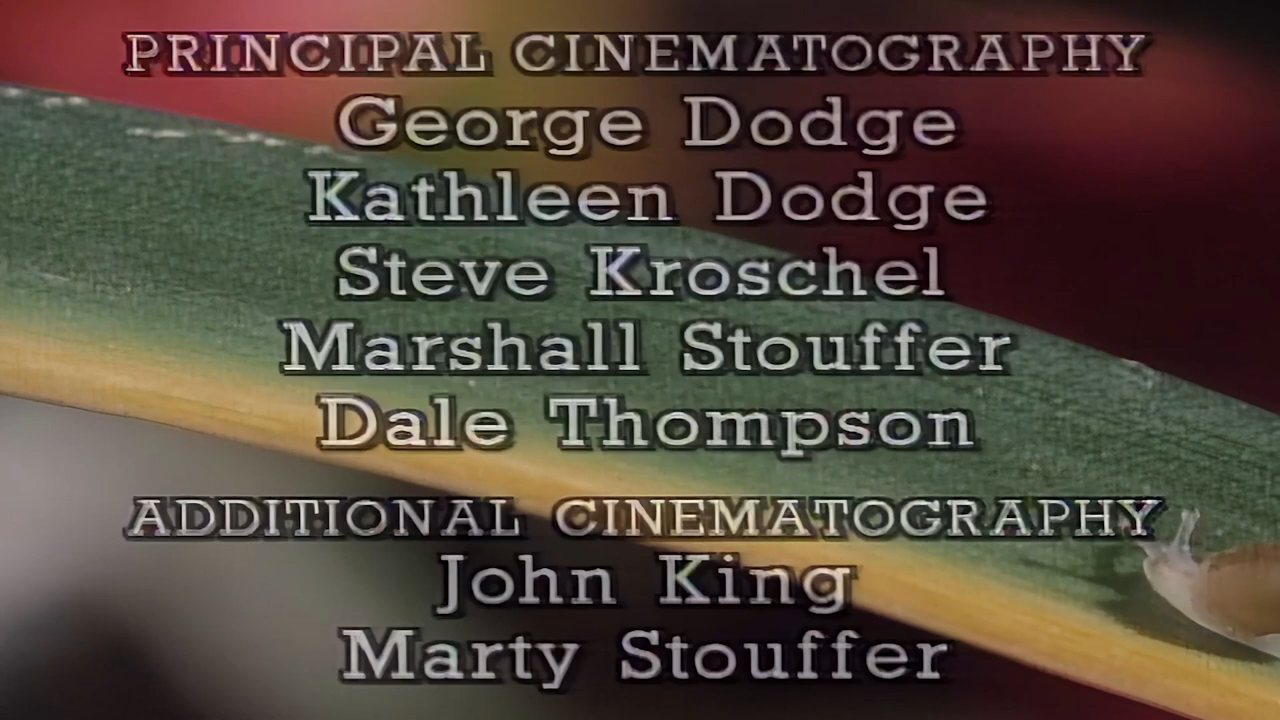 PRINCIPAL CINEMATOGRAPHY
George Dodge
Kathleen Dodge
Steve Kroschel
Marshall Stouffer
Dale Thompson
ADDITIONAL CINEMATOGRAPHY
John King
Marty Stouffer